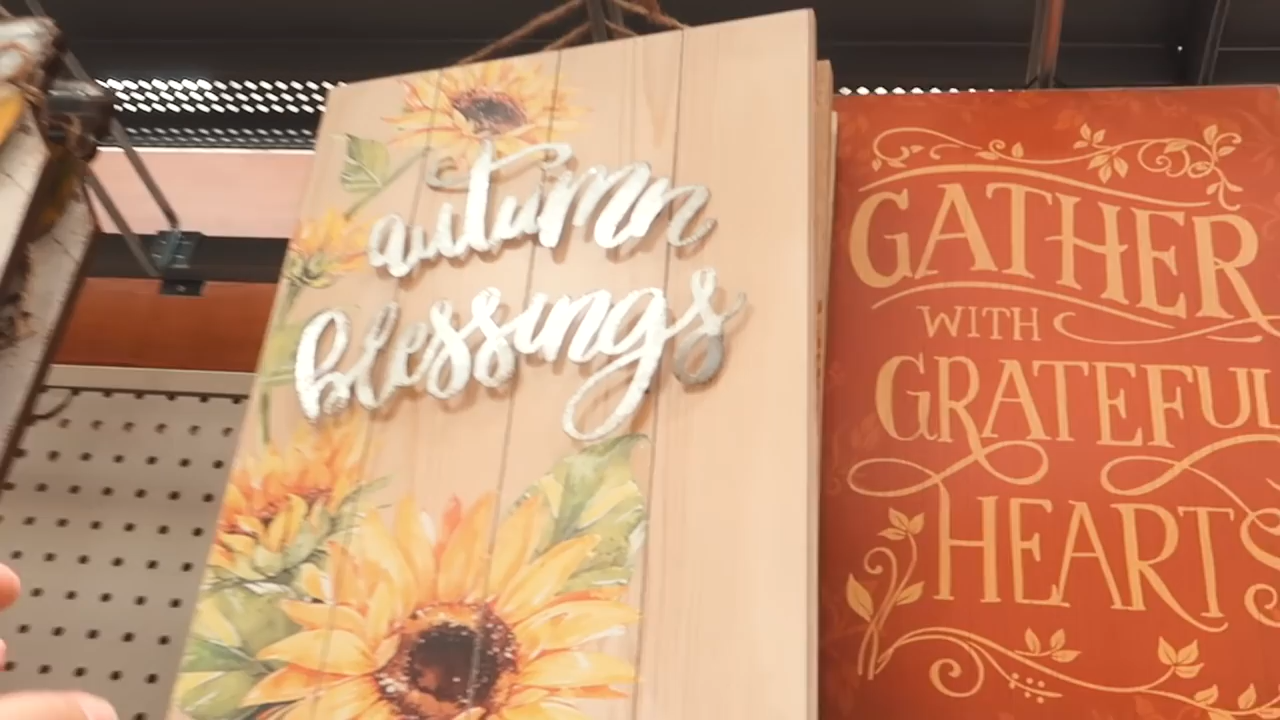 autumn
blessings
GATHER
WITH
GRATEFUL
HEARTS